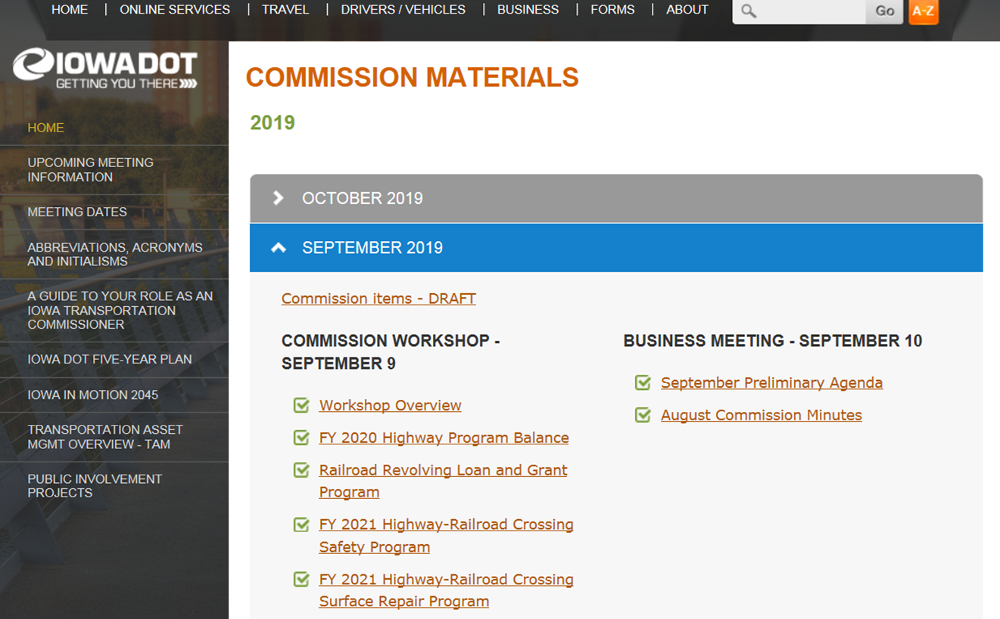 HOME | ONLINE SERVICES | TRAVEL | DRIVERS / VEHICLES | BUSINESS | FORMS | ABOUT
Go
A-Z
IOWADOT
GETTING YOU THERE
HOME
UPCOMING MEETING
INFORMATION
MEETING DATES
ABBREVIATIONS, ACRONYMS
AND INITIALISMS
A GUIDE TO YOUR ROLE AS AN
IOWA TRANSPORTATION
COMMISSIONER
IOWA DOT FIVE-YEAR PLAN
IOWA IN MOTION 2045
TRANSPORTATION ASSET
MGMT OVERVIEW - TAM
PUBLIC INVOLVEMENT
PROJECTS
COMMISSION MATERIALS
2019
OCTOBER 2019
SEPTEMBER 2019
Commission items - DRAFT
COMMISSION WORKSHOP -
SEPTEMBER 9
Workshop Overview
FY 2020 Highway Program Balance
Railroad Revolving Loan and Grant
Program
FY 2021 Highway-Railroad Crossing
Safety Program
FY 2021 Highway-Railroad Crossing
Surface Repair Program
BUSINESS MEETING - SEPTEMBER 10
September Preliminary Agenda
August Commission Minutes